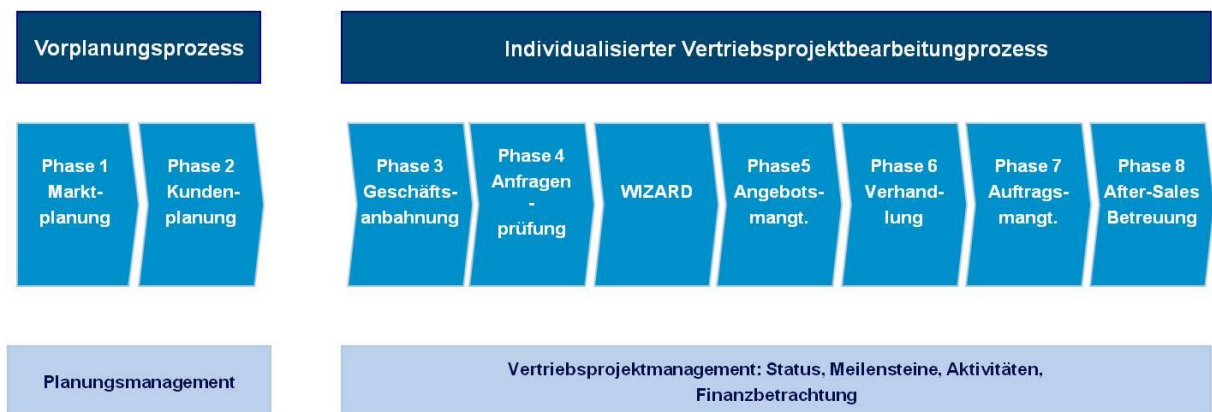 Vorplanungsprozess
Individualisierter Vertriebsprojektbearbeitungprozess
Phase 1
Markt-
planung
Phase 2
Kunden-
planung
Phase 3
Geschäfts-
anbahnung
Phase 4
Anfragen
-
prüfung
WIZARD
Phase5
Angebots-
mangt.
Phase 6
Verhand-
lung
Phase 7
Auftrags-
mangt.
Phase 8
After-Sales
Betreuung
Planungsmanagement
Vertriebsprojektmanagement: Status, Meilensteine, Aktivitäten,
Finanzbetrachtung